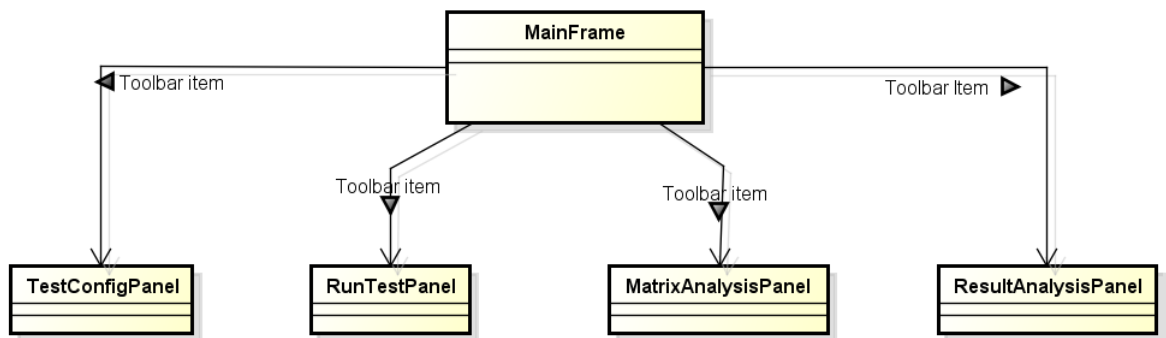 MainFrame
Toolbar item
Toolbar Item
Toolbar item
Toolbar item
TestConfigPanel
RunTestPanel
MatrixAnalysisPanel
ResultAnalysisPanel